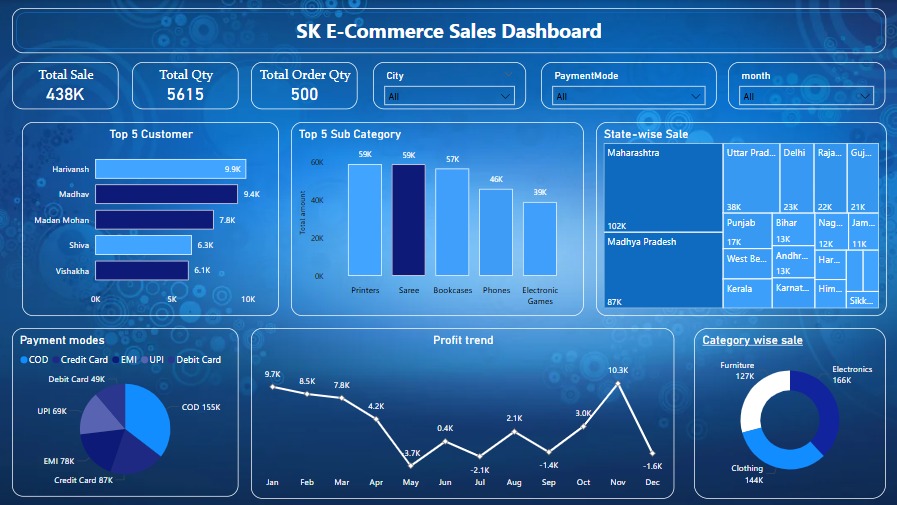 SK E-Commerce Sales Dashboard
Total Sale
438K
Total Qty
5615
Total Order Qty
500
City
All
PaymentMode
All
month
All
Top 5 Customer
Harivansh
9.9K
Madhav
9.4K
Madan Mohan
7.8K
Shiva
6.3K
Vishakha
6.1K
0K 5K 10K
Top 5 Sub Category
Total amount
60K
40K
20K
0K
59K 59K 57K 46K 39K
Printers Saree Bookcases Phones Electronic
Games
State-wise Sale
Maharashtra
102K
Madhya Pradesh
87K
Uttar Prad...
38K
Delhi
23K
Raja...
22K
Guj...
21K
Punjab
17K
Bihar
13K
Nag...
12K
Jam...
11K
West Be...
Andhr...
13K
Har...
Kerala
Karnat...
Him...
Sikk...
Payment modes
COD Credit Card EMI UPI Debit Card
Debit Card 49K
COD 155K
UPI 69K
EMI 78K
Credit Card 87K
Profit trend
9.7K 8.5K 7.8K 4.2K -3.7K 0.4K -2.1K 2.1K -1.4K 3.0K 10.3K -1.6K
Jan Feb Mar Apr May Jun Jul Aug Sep Oct Nov Dec
Category wise sale
Furniture
127K
Electronics
166K
Clothing
144K